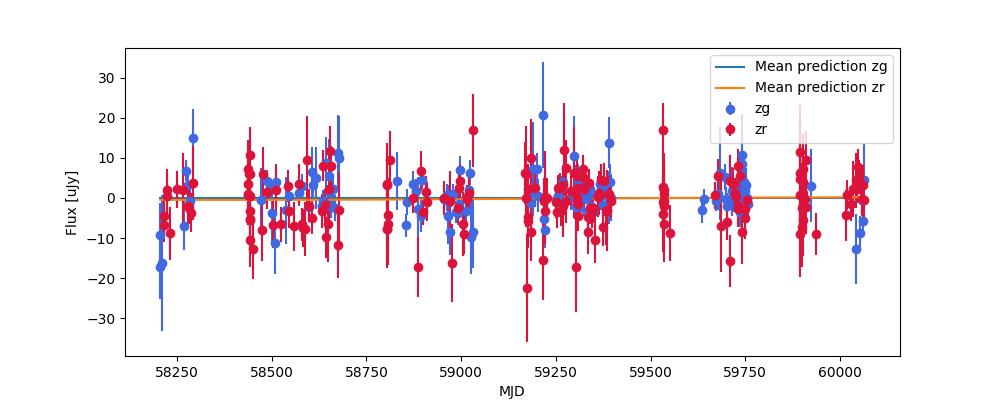 Mean prediction zg
Mean prediction zr
zg
zr
30
20
10
0
−10
−20
−30
Flux [uJy]
58250
58500
58750
59000
59250
59500
59750
60000
MJD